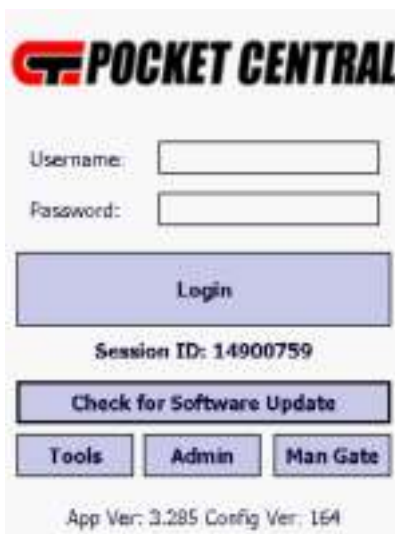 POCKET CENTRAL
Username:
Password:
Login
Session ID: 14900759
Check for Software Update
Tools Admin Man Gate
App Ver: 3.285 Config Ver: 164